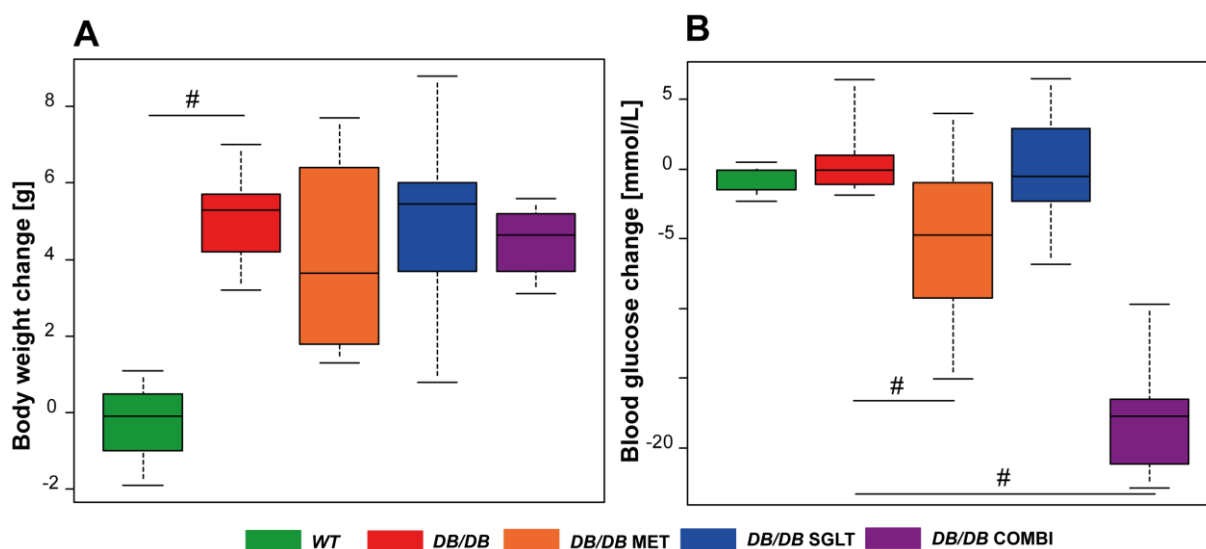 A
Body weight change [g]
8
6
4
2
0
-2
#
B
Blood glucose change [mmol/L]
5
0
-5
-20
#
#
WT DB/DB DB/DB MET DB/DB SGLT DB/DB COMBI